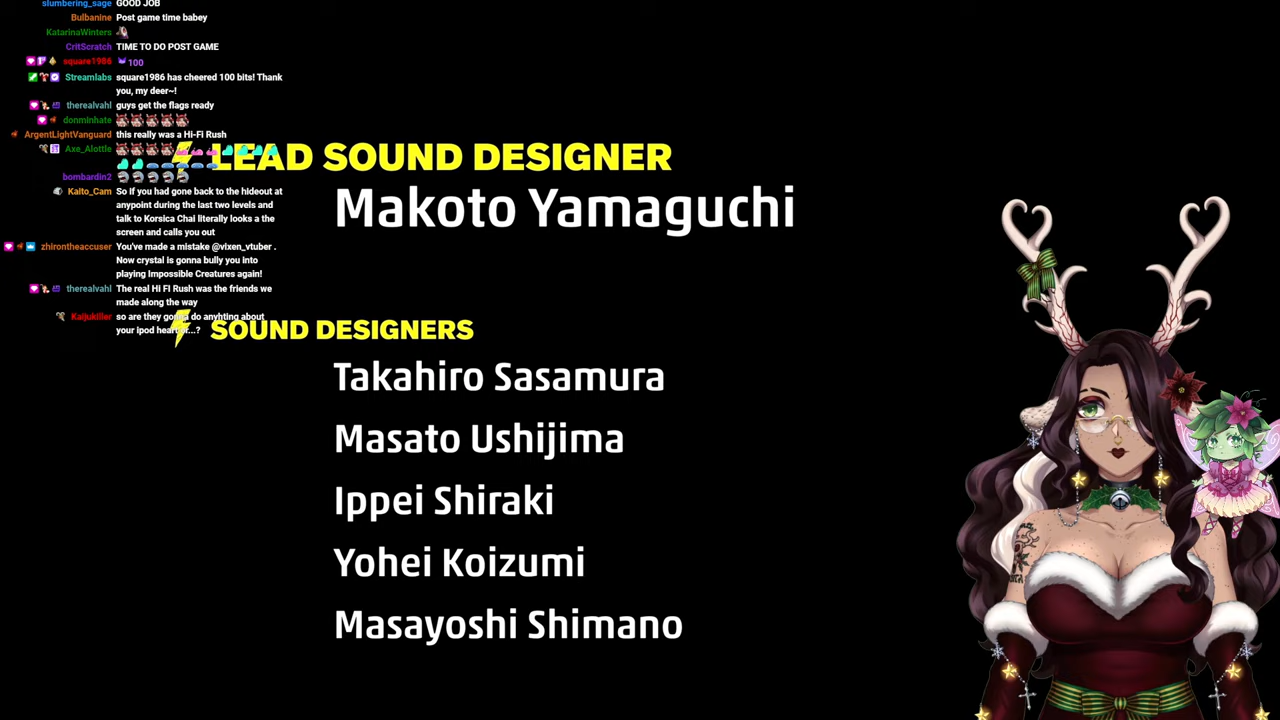 slumbering_sage GOOD JOB
Bulbanine Post game time babey
KatarinaWinters
CritScratch TIME TO DO POST GAME
square1986 100
Streamlabs square1986 has cheered 100 bits! Thank
you, my deer~!
therealvahl guys get the flags ready
donminhate
ArgentLightVanguard this really was a Hi-Fi Rush
Axe_Alottle
bombardin2
Kalto_Cam So if you had gone back to the hideout at
anypoint during the last two levels and
talk to Korsica Chai literally looks a the
screen and calls you out
zhirontheaccuser You've made a mistake @vixen_vtuber .
Now crystal is gonna bully you into
playing Impossible Creatures again!
therealvahl The real HI FI Rush was the friends we
made along the way
Kaijukiller so are they gonna do anyhting about
your ipod heart or...?
LEAD SOUND DESIGNER
Makoto Yamaguchi
SOUND DESIGNERS
Takahiro Sasamura
Masato Ushijima
Ippei Shiraki
Yohei Koizumi
Masayoshi Shimano